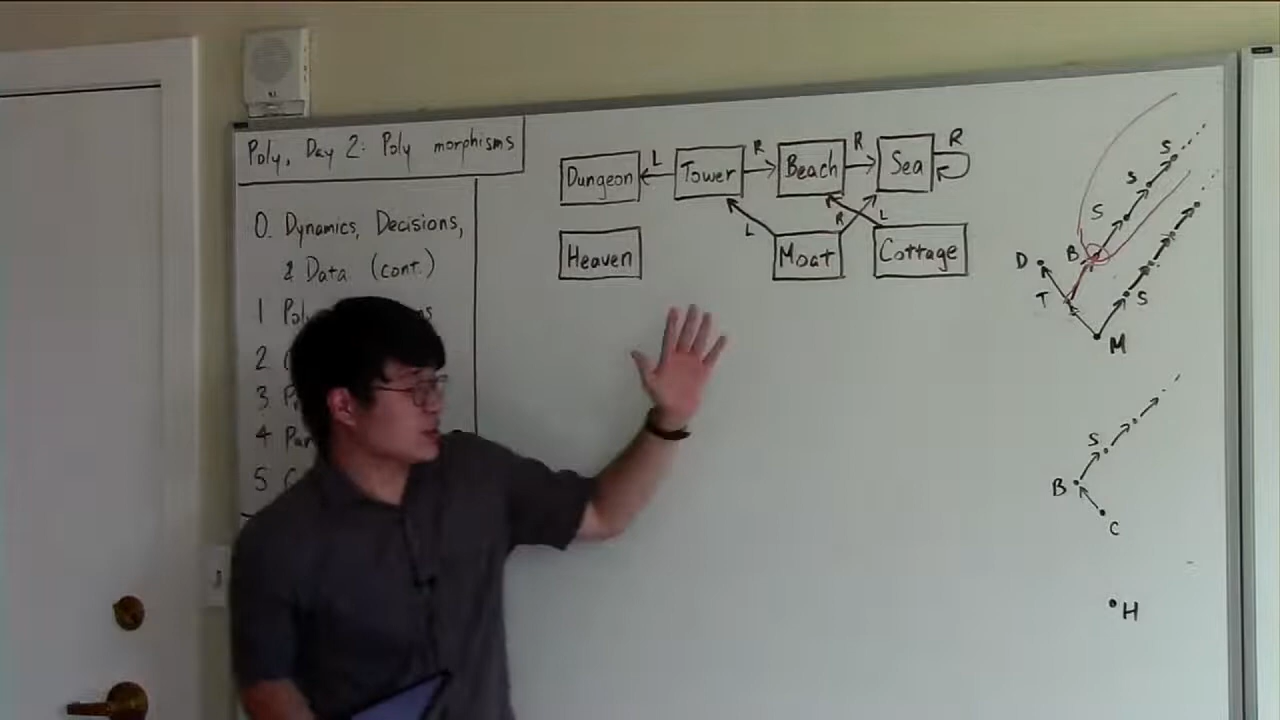 Poly, Day 2: Poly morphisms
0. Dynamics, Decisions,
& Data (cont.)
1
2
3
4
5
L R R R
Dungeon Tower Beach Sea
L R L
Heaven Moat Cottage
S
S
S
D B
T S
M
S
B
C
H